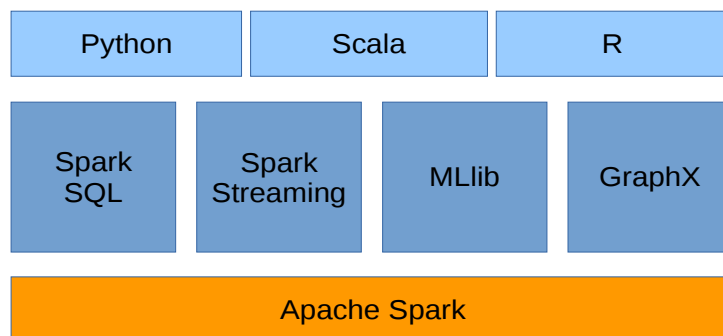 Python
Scala
R
Spark
SQL
Spark
Streaming
MLlib
GraphX
Apache Spark